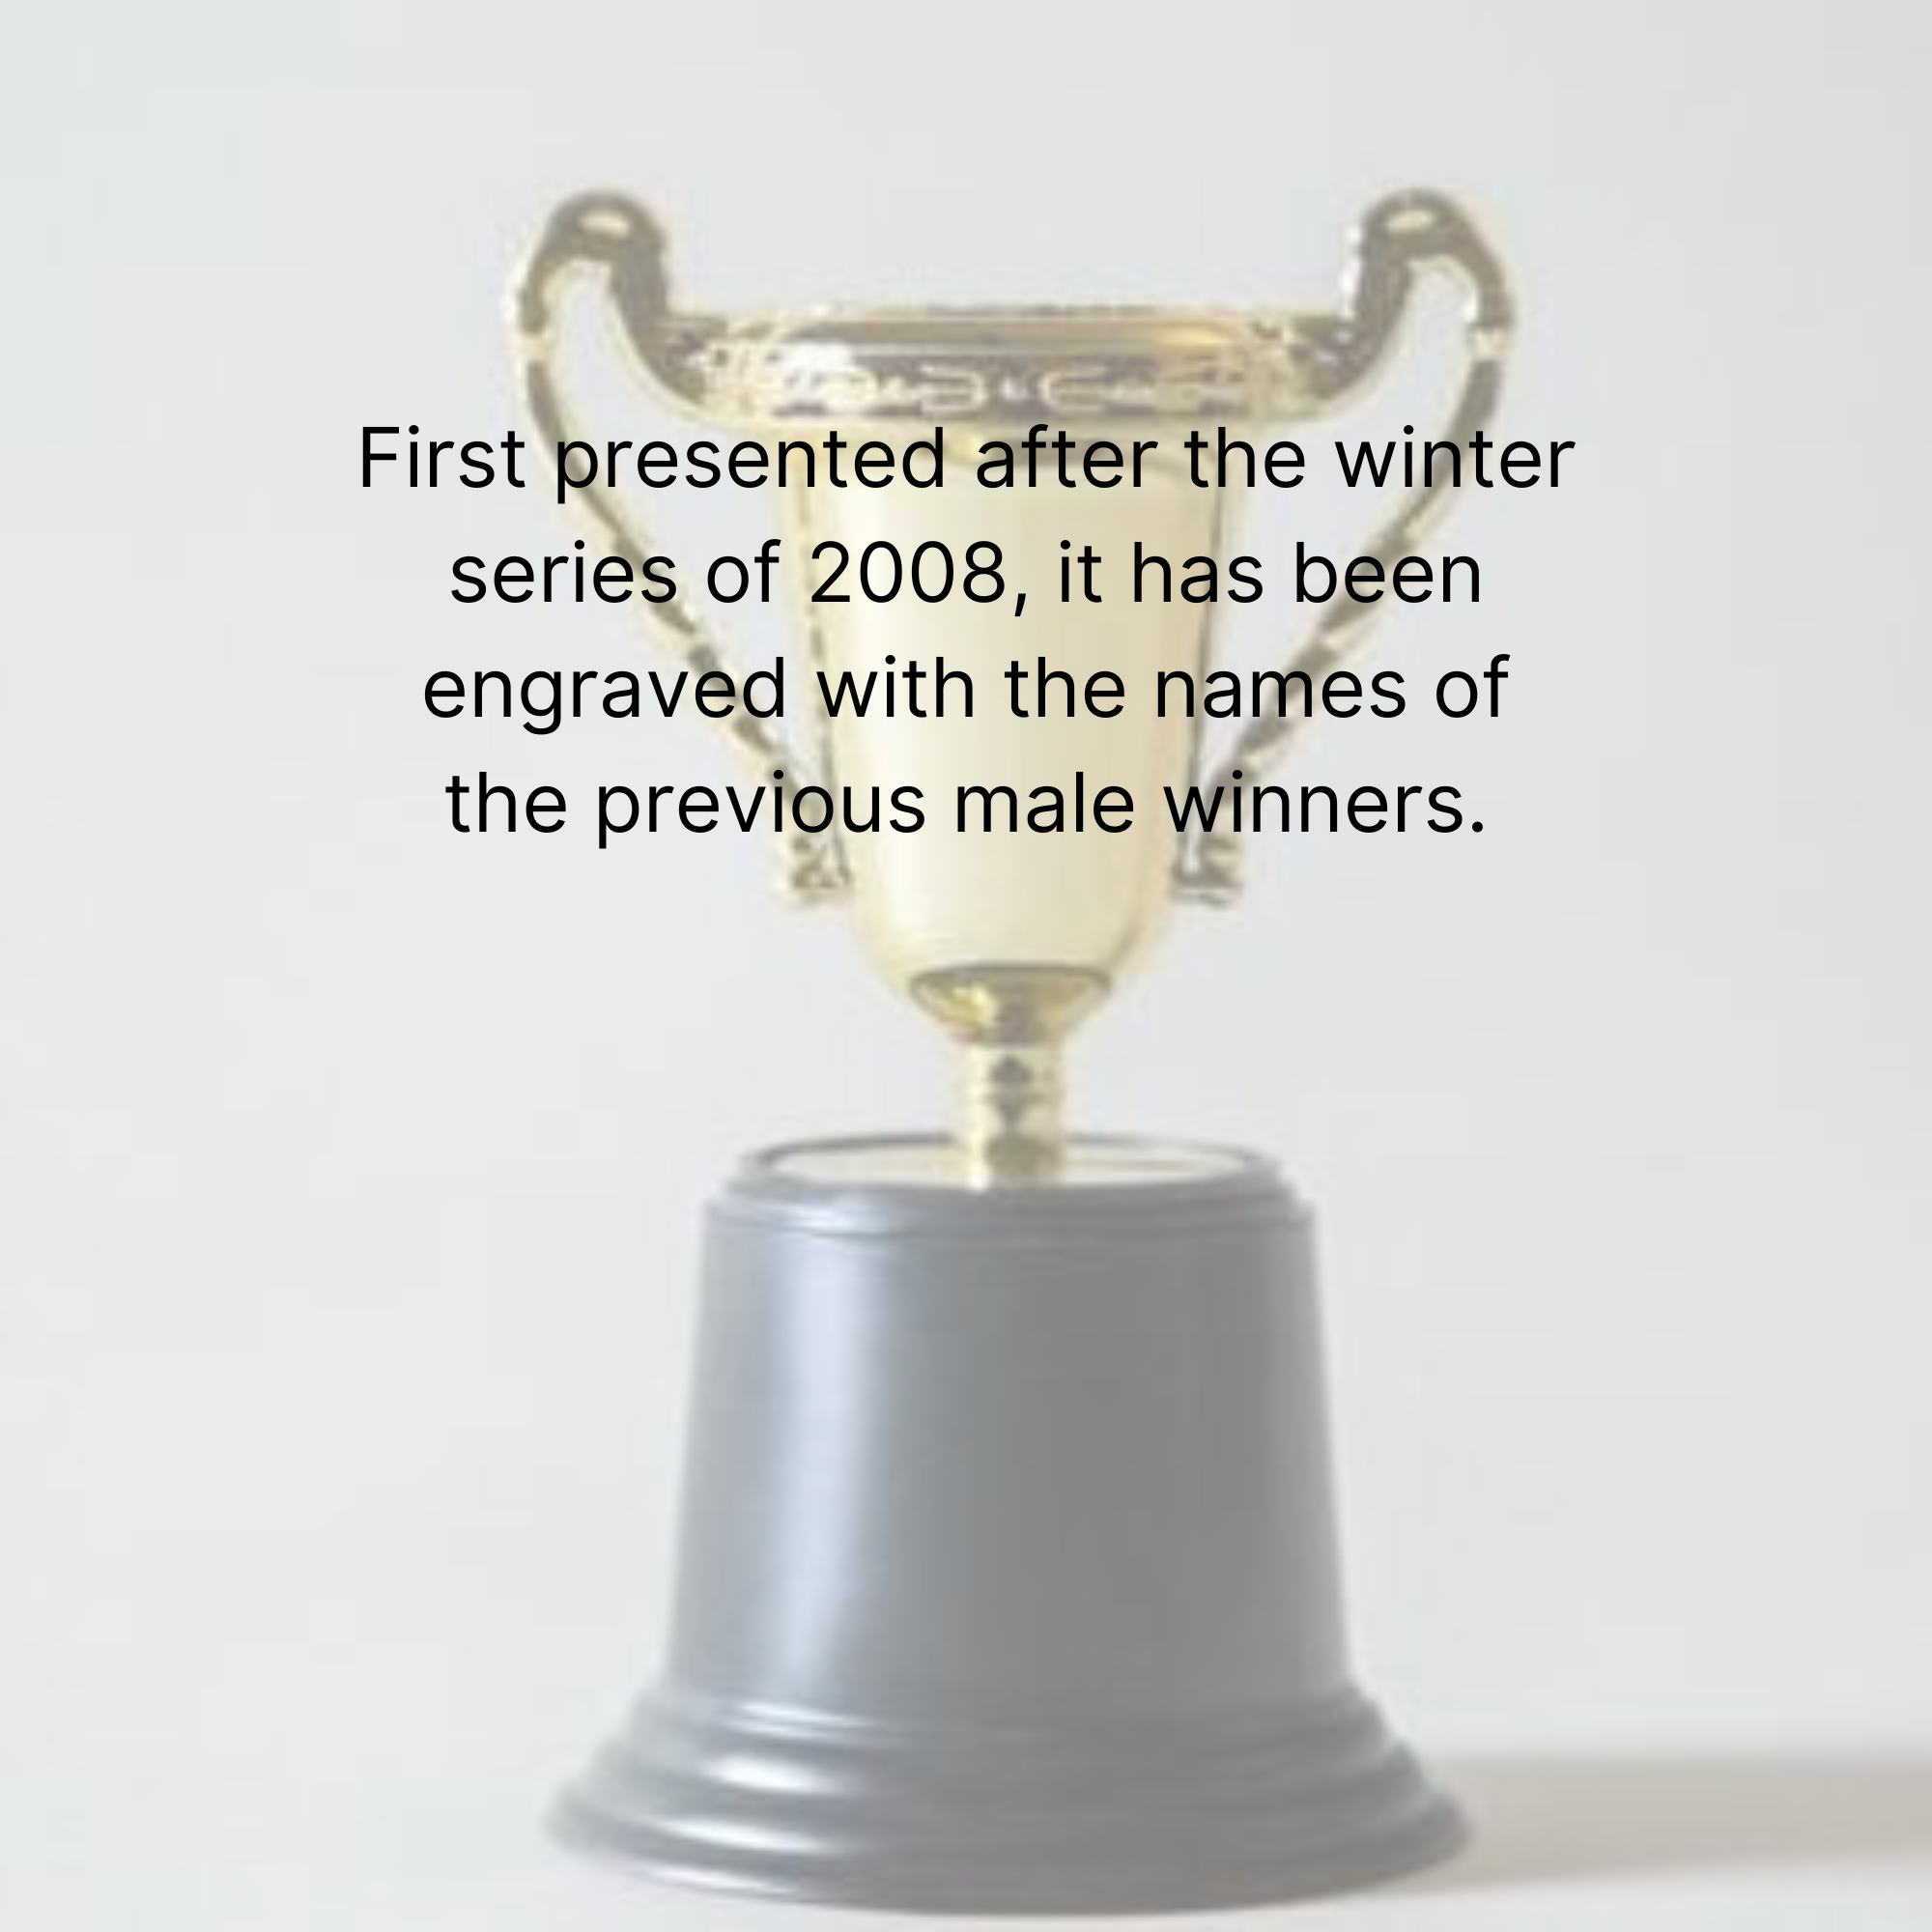 First presented after the winter
series of 2008, it has been
engraved with the names of
the previous male winners.